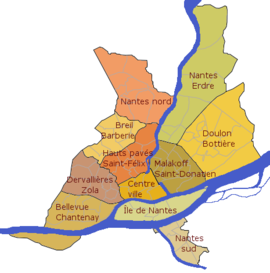 Nantes
Erdre
Nantes nord
Breil
Barberie
Doulon
Bottière
Hauts pavés
Saint-Félix
Malakoff
Saint-Donatien
Dervallières
Zola
Centre
ville
Bellevue
Chantenay
Île de Nantes
Nantes
sud